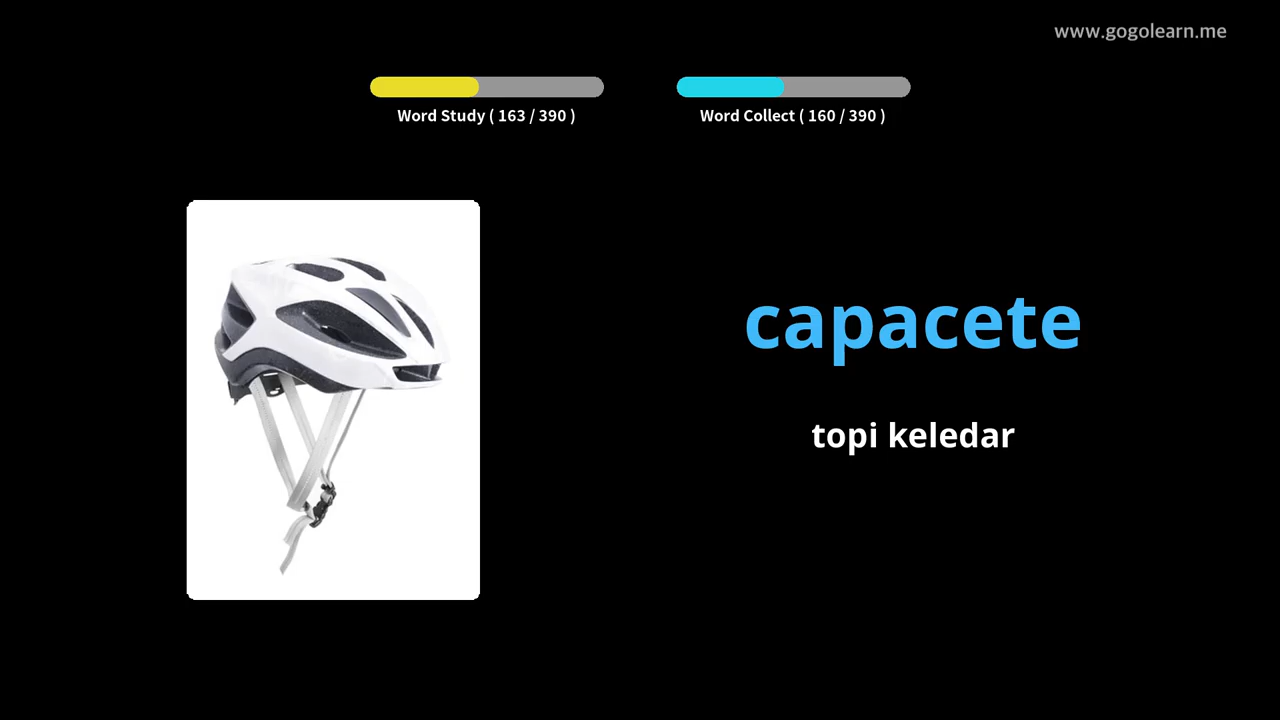 www.gogolearn.me
Word Study ( 163 / 390 )
Word Collect ( 160 / 390 )
capacete
topi keledar